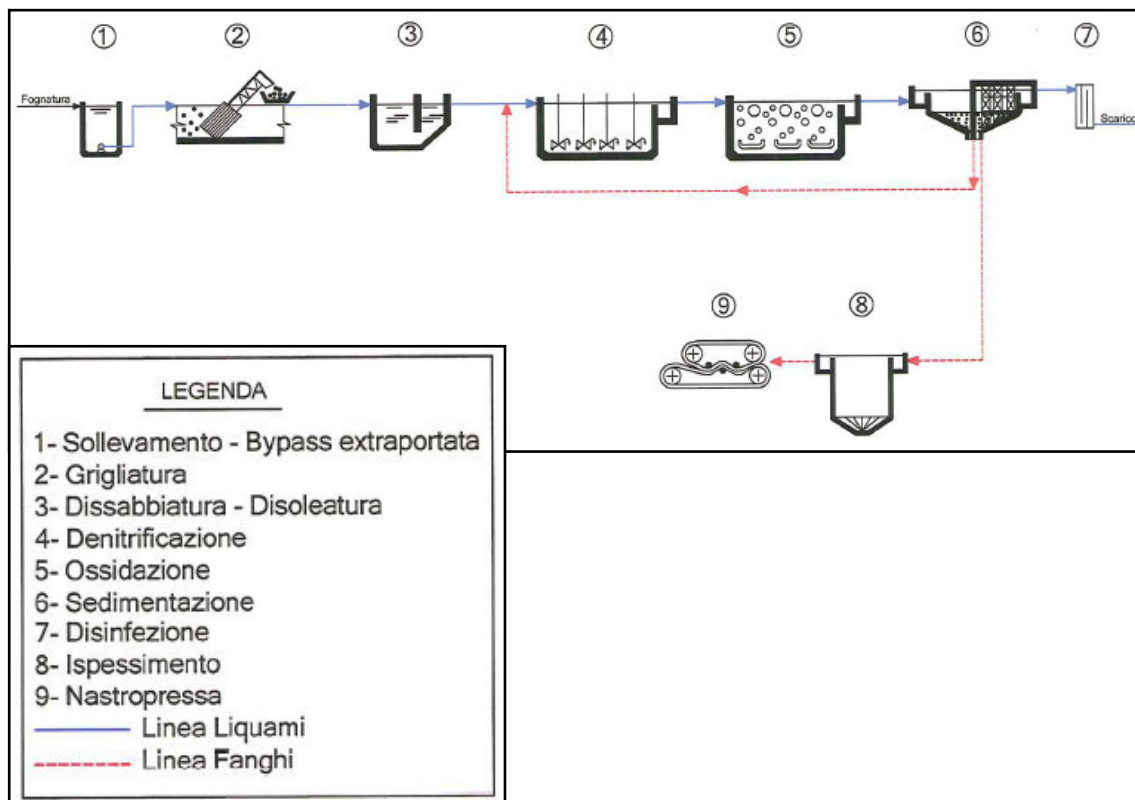 ① ② ③ ④ ⑤ ⑥ ⑦
Fognatura
Scarico
⑨ ⑧
LEGENDA
1- Sollevamento - Bypass extraportata
2- Grigliatura
3- Dissabbiatura - Disoleatura
4- Denitrificazione
5- Ossidazione
6- Sedimentazione
7- Disinfezione
8- Ispessimento
9- Nastropressa
Linea Liquami
Linea Fanghi